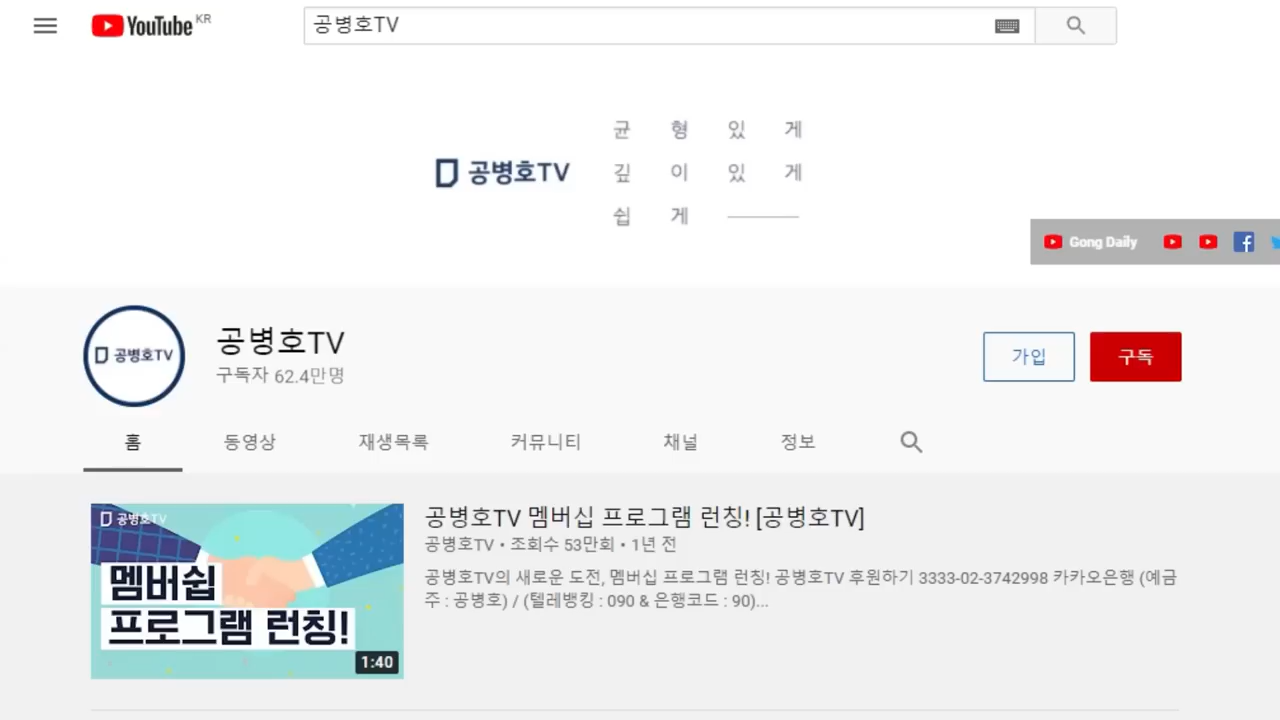 YouTube KR
공병호TV
공병호TV
균 형 있 게
깊 이 있 게
쉽 게
Gong Daily
공병호TV
공병호TV
구독자 62.4만명
가입
구독
홈 동영상 재생목록 커뮤니티 채널 정보
공병호TV
멤버쉽
프로그램 런칭!
1:40
공병호TV 멤버십 프로그램 런칭! [공병호TV]
공병호TV • 조회수 53만회 • 1년 전
공병호TV의 새로운 도전, 멤버십 프로그램 런칭! 공병호TV 후원하기 3333-02-3742998 카카오은행 (예금
주 : 공병호) / (텔레뱅킹 : 090 & 은행코드 : 90)...